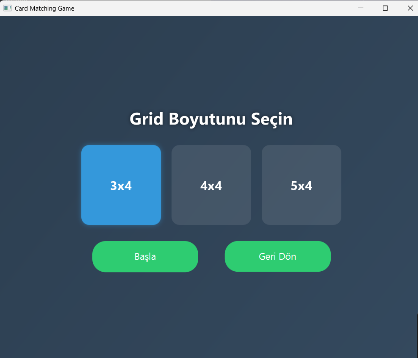 Card Matching Game
Grid Boyutunu Seçin
3x4
4x4
5x4
Başla
Geri Dön